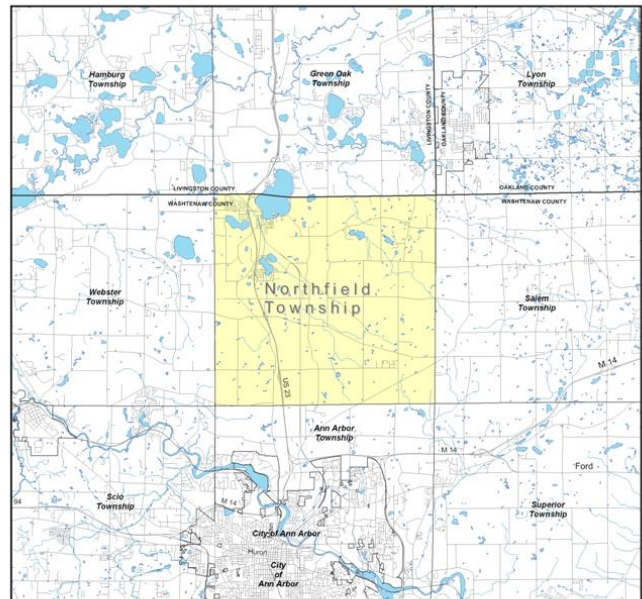 Hamburg
Township
Green Oak
Township
Lyon
Township
LIVINGSTON COUNTY
OAKLAND COUNTY
LIVINGSTON COUNTY
WASHTENAW COUNTY
OAKLAND COUNTY
WASHTENAW COUNTY
Webster
Township
Northfield
Township
Salem
Township
US 23
M 14
Ann Arbor
Township
M 14
Ford
94
Scio
Township
M 14
Superior
Township
City of Ann Arbor
Huron
City
of
Ann Arbor